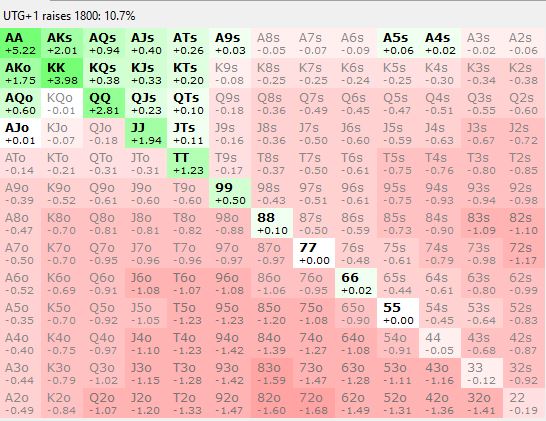 UTG+1 raises 1800: 10.7%
AA AKs AQs AJs ATs A9s A8s A7s A6s A5s A4s A3s A2s
+5.22 +2.01 +0.94 +0.40 +0.26 +0.03 -0.05 -0.07 -0.09 +0.06 +0.02 -0.02 -0.06
AKo KK KQs KJs KTs K9s K8s K7s K6s K5s K4s K3s K2s
+1.75 +3.98 +0.38 +0.33 +0.20 -0.08 -0.25 -0.25 -0.24 -0.25 -0.30 -0.34 -0.38
AQo KQo QQ QJs QTs Q9s Q8s Q7s Q6s Q5s Q4s Q3s Q2s
+0.60 -0.01 +2.81 +0.23 +0.10 -0.18 -0.36 -0.49 -0.45 -0.47 -0.51 -0.55 -0.60
AJo KJo QJo JJ JTs J9s J8s J7s J6s J5s J4s J3s J2s
+0.01 -0.07 -0.18 +1.94 +0.11 -0.16 -0.36 -0.50 -0.60 -0.59 -0.63 -0.67 -0.72
ATo KTo QTo JTo TT T9s T8s T7s T6s T5s T4s T3s T2s
-0.14 -0.21 -0.31 -0.31 +1.23 -0.17 -0.37 -0.50 -0.61 -0.75 -0.76 -0.80 -0.85
A9o K9o Q9o J9o T9o 99 98s 97s 96s 95s 94s 93s 92s
-0.39 -0.52 -0.61 -0.60 -0.60 +0.50 -0.43 -0.51 -0.61 -0.75 -0.93 -0.94 -0.98
A8o K8o Q8o J8o T8o 98o 88 87s 86s 85s 84s 83s 82s
-0.47 -0.70 -0.81 -0.81 -0.82 -0.88 +0.10 -0.50 -0.59 -0.73 -0.90 -1.09 -1.10
A7o K7o Q7o J7o T7o 97o 87o 77 76s 75s 74s 73s 72s
-0.50 -0.70 -0.95 -0.96 -0.97 -0.97 -0.97 +0.00 -0.48 -0.61 -0.79 -0.98 -1.17
A6o K6o Q6o J6o T6o 96o 86o 76o 66 65s 64s 63s 62s
-0.52 -0.69 -0.91 -1.08 -1.07 -1.08 -1.06 -0.95 +0.02 -0.44 -0.61 -0.80 -0.99
A5o K5o Q5o J5o T5o 95o 85o 75o 65o 55 54s 53s 52s
-0.35 -0.70 -0.92 -1.05 -1.23 -1.23 -1.20 -1.08 -0.90 +0.00 -0.45 -0.64 -0.83
A4o K4o Q4o J4o T4o 94o 84o 74o 64o 54o 44 43s 42s
-0.40 -0.75 -0.97 -1.10 -1.23 -1.42 -1.39 -1.27 -1.08 -0.91 -0.05 -0.68 -0.87
A3o K3o Q3o J3o T3o 93o 83o 73o 63o 53o 43o 33 32s
-0.44 -0.79 -1.02 -1.15 -1.28 -1.42 -1.59 -1.47 -1.28 -1.11 -1.16 -0.12 -0.92
A2o K2o Q2o J2o T2o 92o 82o 72o 62o 52o 42o 32o 22
-0.49 -0.84 -1.07 -1.20 -1.33 -1.47 -1.60 -1.68 -1.49 -1.31 -1.36 -1.41 -0.19